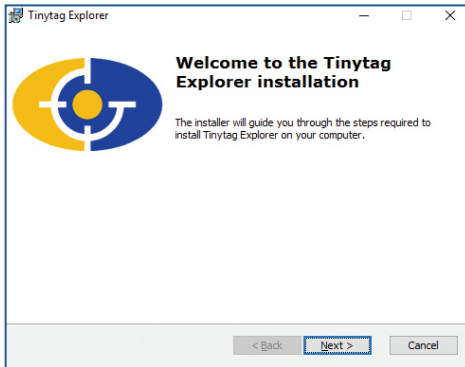 Tinytag Explorer
Welcome to the Tinytag
Explorer installation
The installer will guide you through the steps required to
install Tinytag Explorer on your computer.
< Back
Next >
Cancel